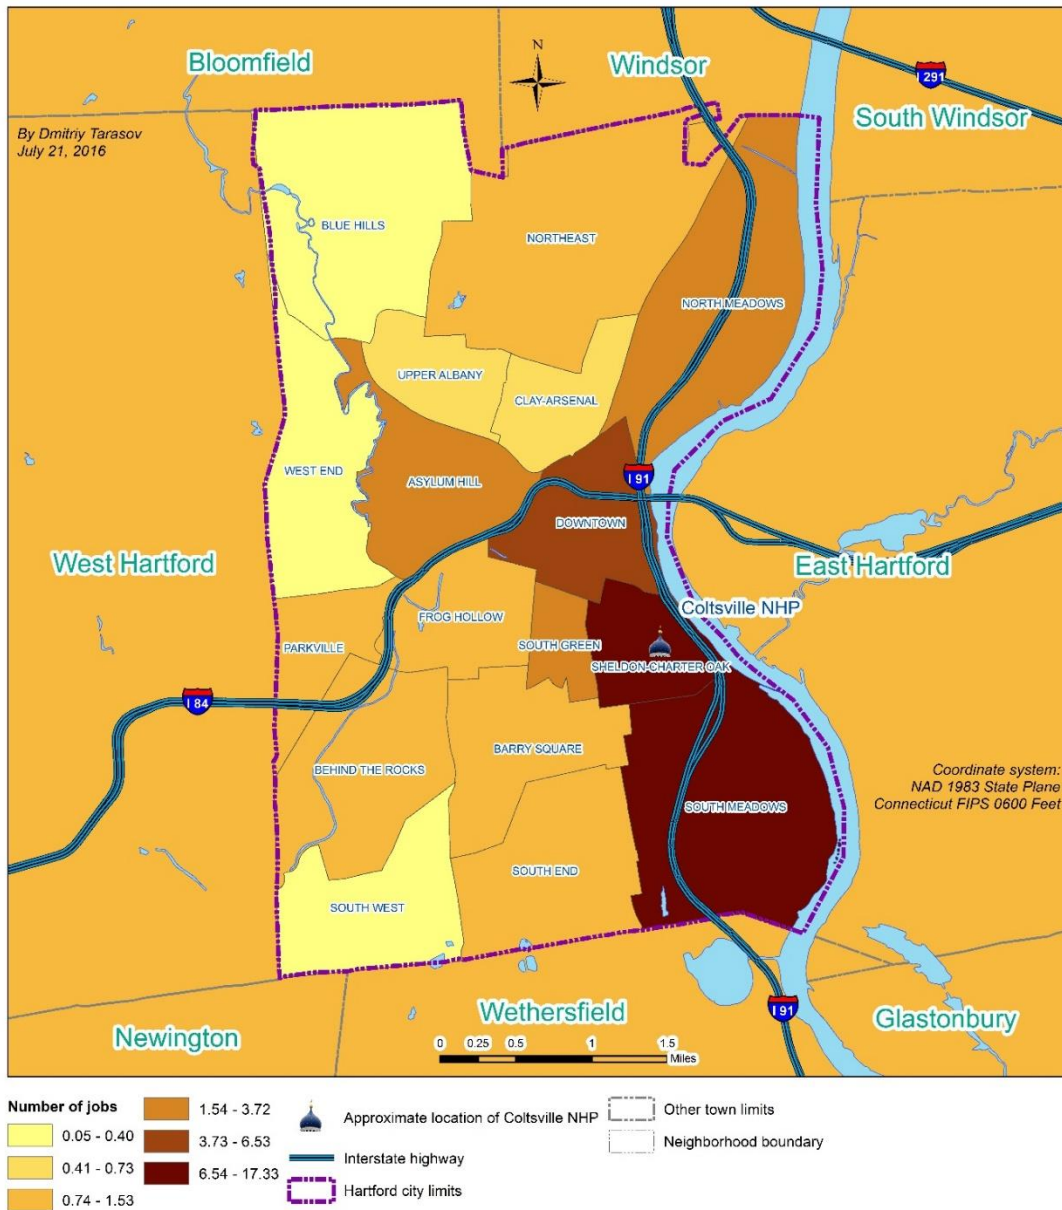 Bloomfield
Windsor
I 291
South Windsor
N
By Dmitriy Tarasov
July 21, 2016
BLUE HILLS
NORTHEAST
NORTH MEADOWS
UPPER ALBANY
CLAY-ARSENAL
WEST END
ASYLUM HILL
I 91
DOWNTOWN
West Hartford
East Hartford
Coltsville NHP
FROG HOLLOW
PARKVILLE
SOUTH GREEN
SHELDON-CHARTER OAK
I 84
BARRY SQUARE
BEHIND THE ROCKS
Coordinate system:
NAD 1983 State Plane
Connecticut FIPS 0600 Feet
SOUTH MEADOWS
SOUTH END
SOUTH WEST
Newington
Wethersfield
I 91
Glastonbury
0 0.25 0.5 1 1.5
Miles
Number of jobs
0.05 - 0.40
0.41 - 0.73
0.74 - 1.53
1.54 - 3.72
3.73 - 6.53
6.54 - 17.33
Approximate location of Coltsville NHP
Interstate highway
Hartford city limits
Other town limits
Neighborhood boundary